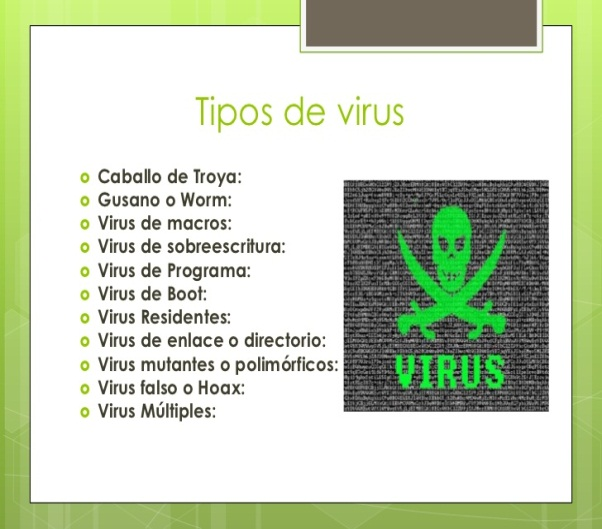 Tipos de virus
Caballo de Troya:
Gusano o Worm:
Virus de macros:
Virus de sobreescritura:
Virus de Programa:
Virus de Boot:
Virus Residentes:
Virus de enlace o directorio:
Virus mutantes o polimórficos:
Virus falso o Hoax:
Virus Múltiples:
VIRUS